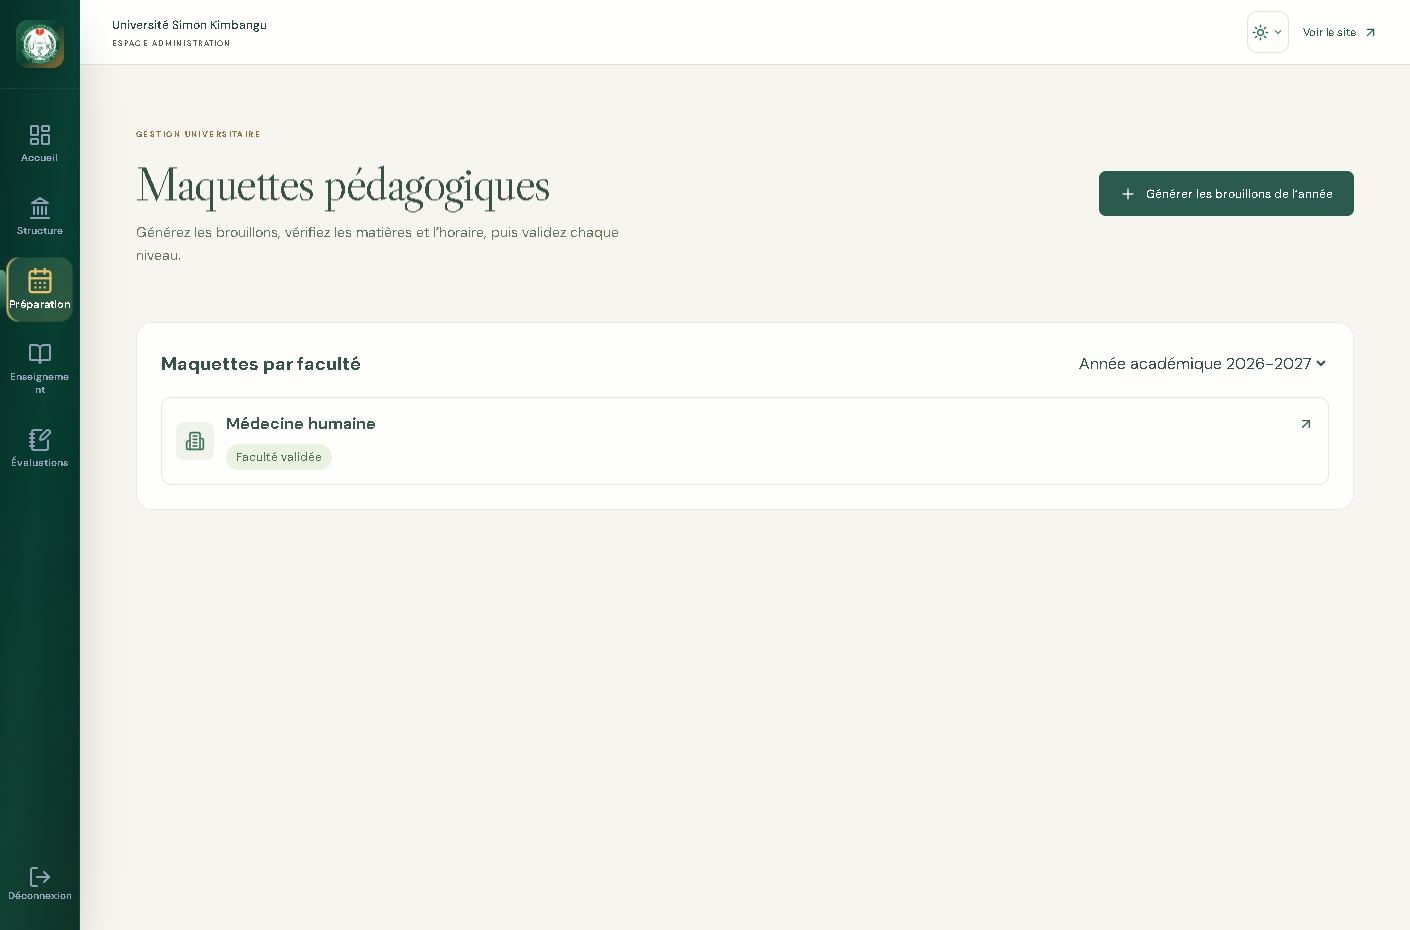 Université Simon Kimbangu
ESPACE ADMINISTRATION
Voir le site
Accueil
Structure
Préparation
Enseigneme
nt
Évaluations
Déconnexion
GESTION UNIVERSITAIRE
Maquettes pédagogiques
Générez les brouillons, vérifiez les matières et l’horaire, puis validez chaque
niveau.
Générer les brouillons de l’année
Maquettes par faculté
Année académique 2026–2027
Médecine humaine
Faculté validée